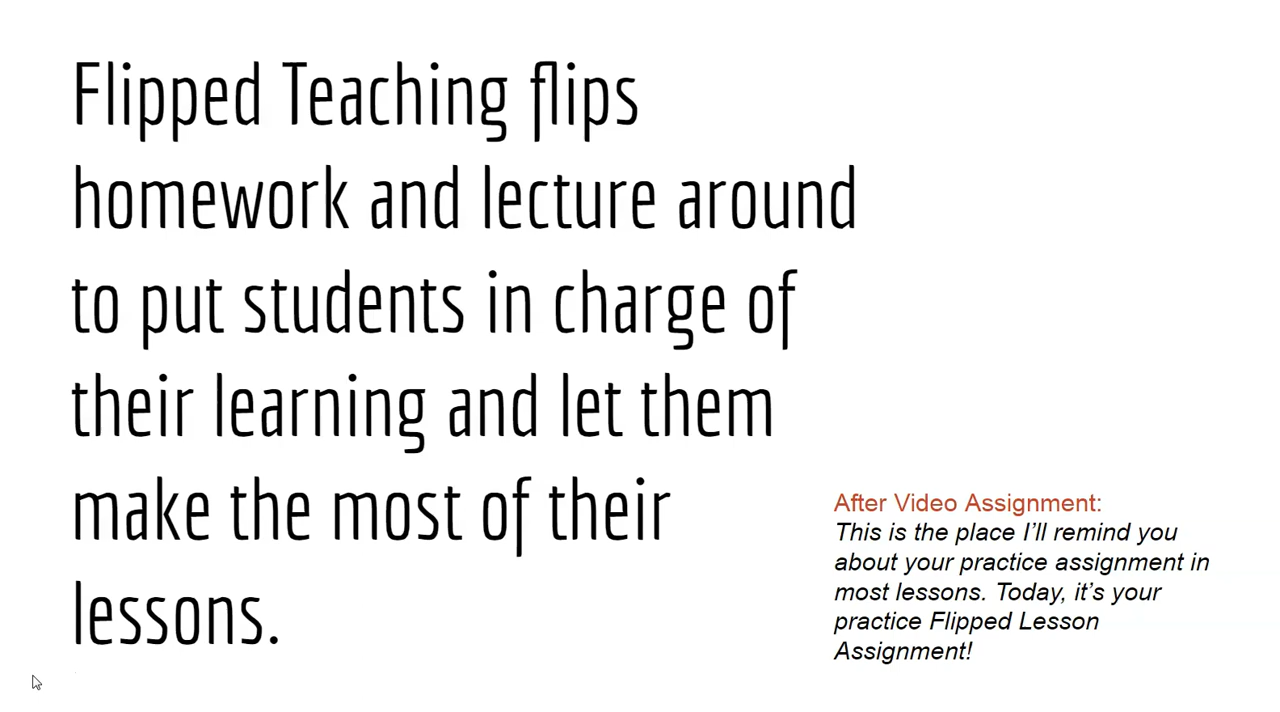 Flipped Teaching flips
homework and lecture around
to put students in charge of
their learning and let them
make the most of their
lessons.
After Video Assignment:
This is the place I’ll remind you
about your practice assignment in
most lessons. Today, it’s your
practice Flipped Lesson
Assignment!